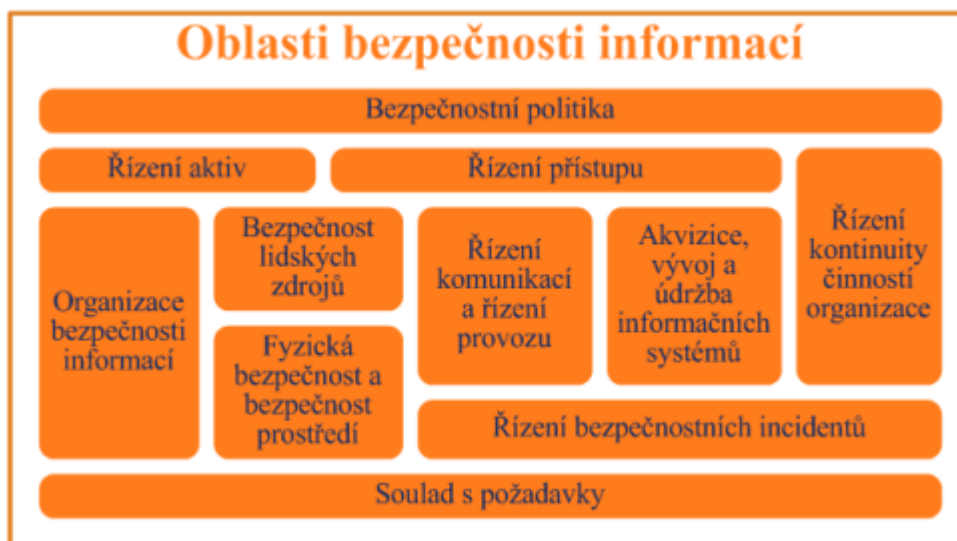 Oblasti bezpečnosti informací
Bezpečnostní politika
Řízení aktiv
Řízení přístupu
Řízení
kontinuity
činností
organizace
Organizace
bezpečnosti
informací
Bezpečnost
lidských
zdrojů
Fyzická
bezpečnost a
bezpečnost
prostředí
Řízení
komunikací
a řízení
provozu
Akvizice,
vývoj a
údržba
informačních
systémů
Řízení bezpečnostních incidentů
Soulad s požadavky